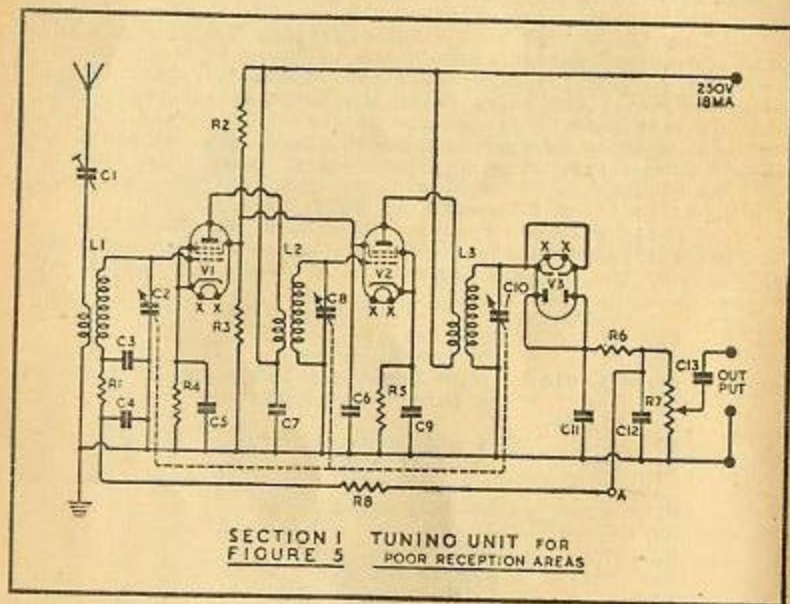 250V
18MA
R2
C1
L1
C2
V1
X X
L2
C8
V2
X X
L3
C10
X X
V3
R3
C3
R1
C4
R4
C5
C7
C6
R5
C9
R6
C13
OUT
PUT
R7
C11
C12
R8
A
SECTION I TUNING UNIT FOR
FIGURE 5 POOR RECEPTION AREAS